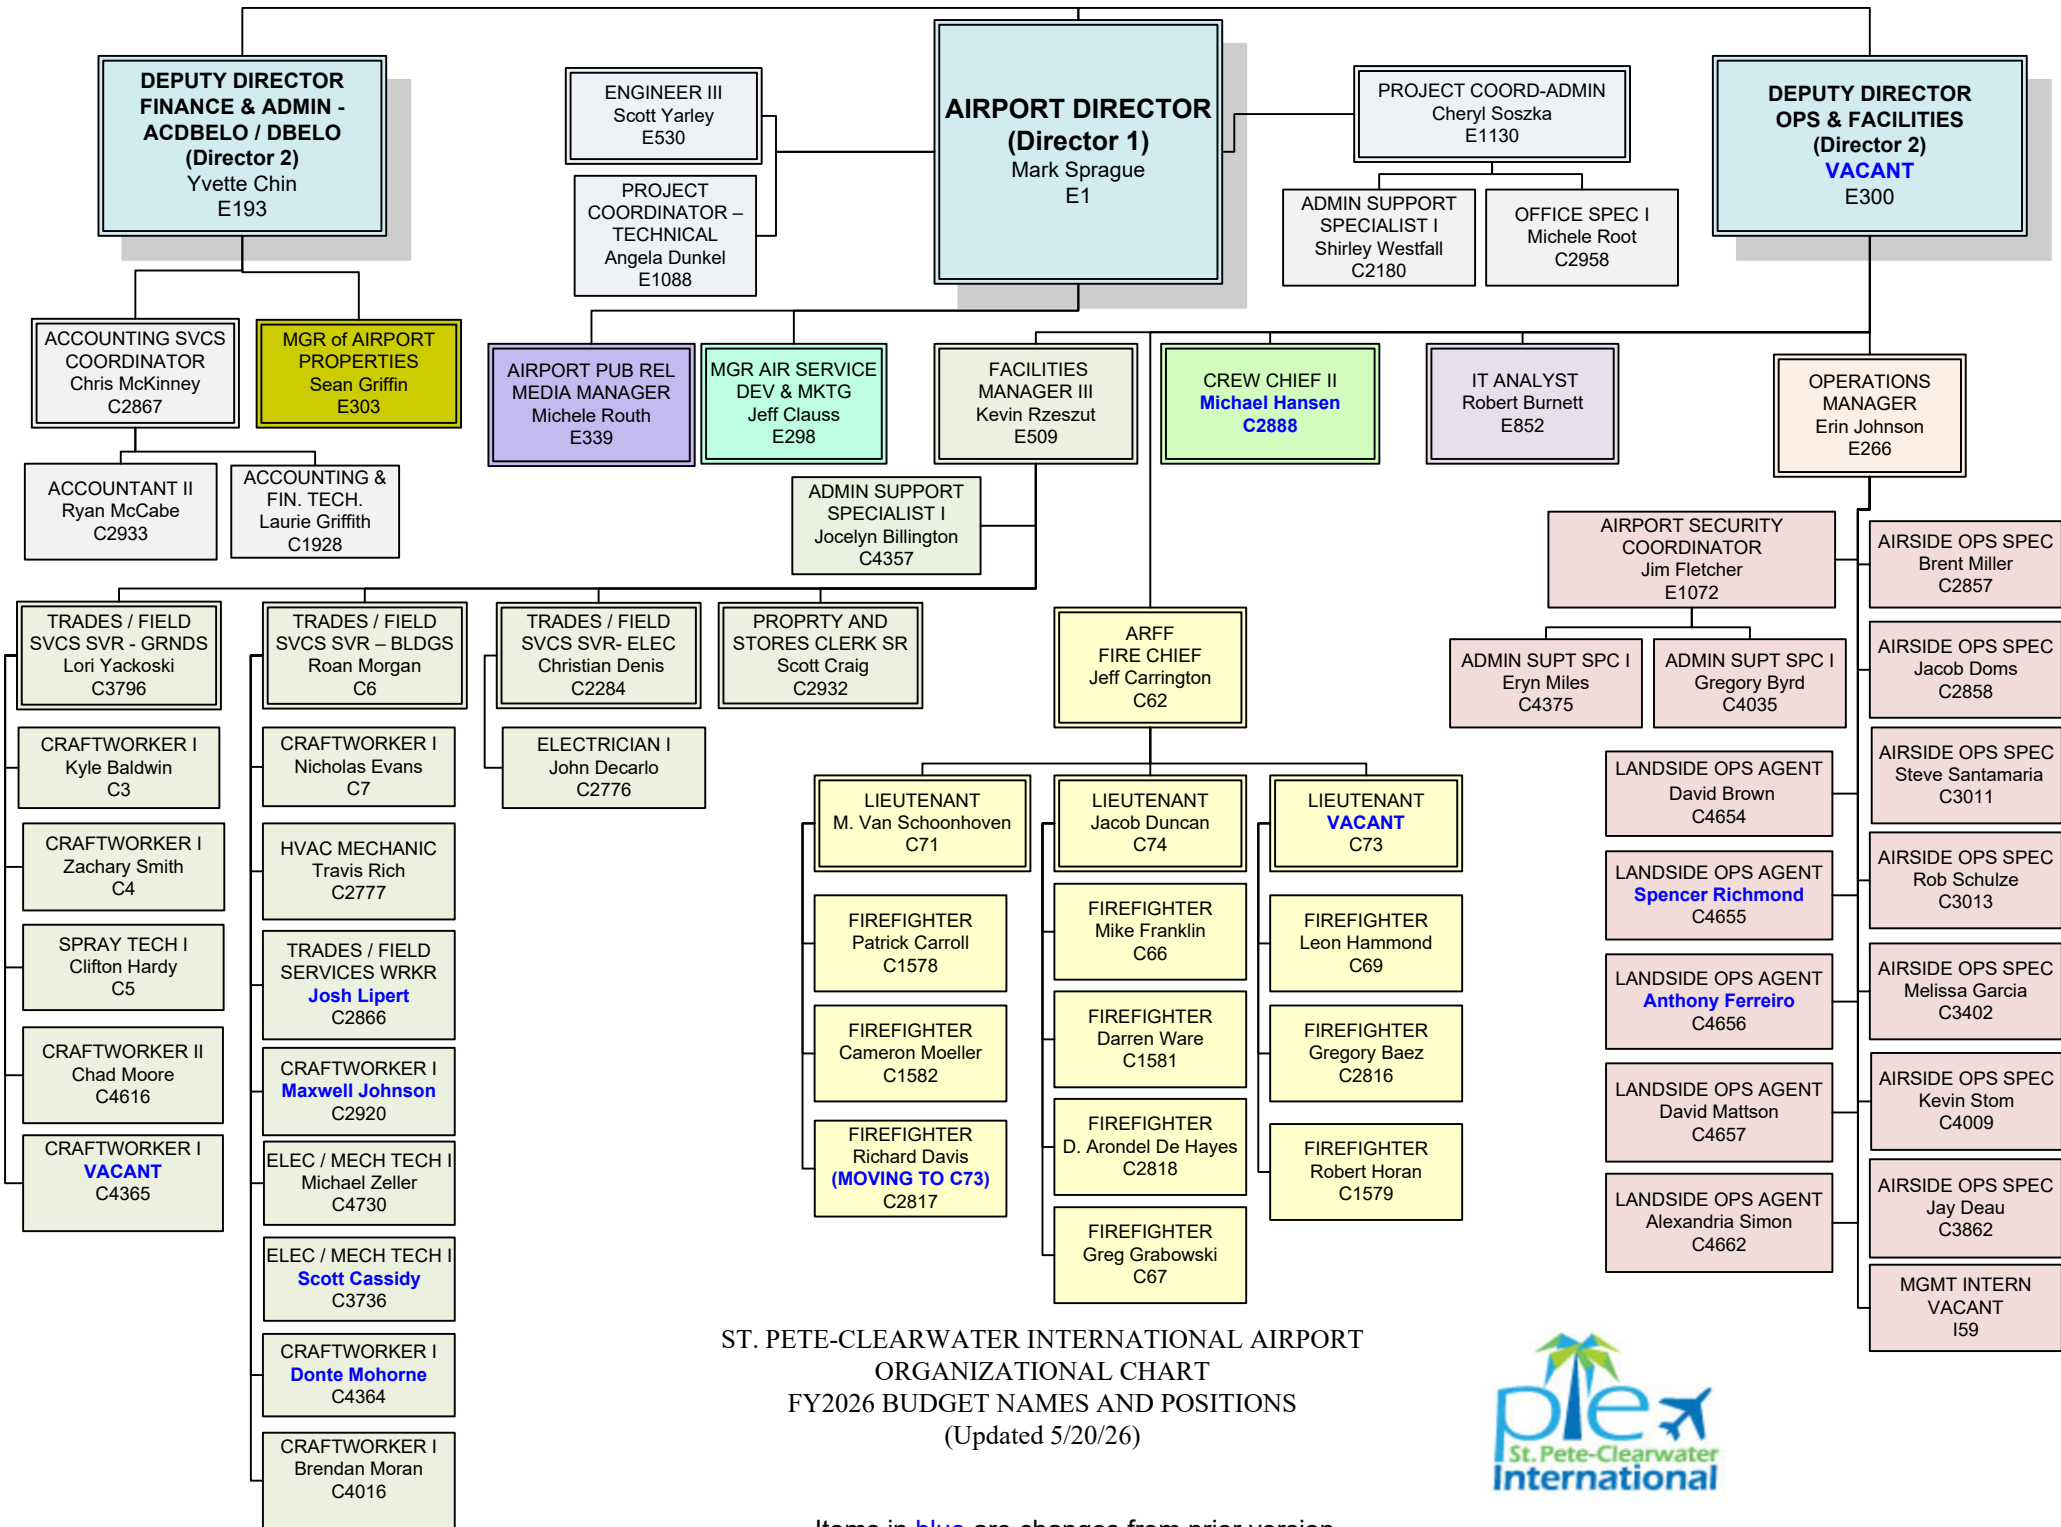 DEPUTY DIRECTOR
FINANCE & ADMIN -
ACDBELO / DBELO
(Director 2)
Yvette Chin
E193
ENGINEER III
Scott Yarley
E530
PROJECT
COORDINATOR –
TECHNICAL
Angela Dunkel
E1088
AIRPORT DIRECTOR
(Director 1)
Mark Sprague
E1
PROJECT COORD-ADMIN
Cheryl Soszka
E1130
ADMIN SUPPORT
SPECIALIST I
Shirley Westfall
C2180
OFFICE SPEC I
Michele Root
C2958
DEPUTY DIRECTOR
OPS & FACILITIES
(Director 2)
VACANT
E300
ACCOUNTING SVCS
COORDINATOR
Chris McKinney
C2867
MGR of AIRPORT
PROPERTIES
Sean Griffin
E303
AIRPORT PUB REL
MEDIA MANAGER
Michele Routh
E339
MGR AIR SERVICE
DEV & MKTG
Jeff Clauss
E298
FACILITIES
MANAGER III
Kevin Rzeszut
E509
CREW CHIEF II
Michael Hansen
C2888
IT ANALYST
Robert Burnett
E852
OPERATIONS
MANAGER
Erin Johnson
E266
ACCOUNTANT II
Ryan McCabe
C2933
ACCOUNTING &
FIN. TECH.
Laurie Griffith
C1928
ADMIN SUPPORT
SPECIALIST I
Jocelyn Billington
C4357
TRADES / FIELD
SVCS SVR - GRNDS
Lori Yackoski
C3796
CRAFTWORKER I
Kyle Baldwin
C3
CRAFTWORKER I
Zachary Smith
C4
SPRAY TECH I
Clifton Hardy
C5
CRAFTWORKER II
Chad Moore
C4616
CRAFTWORKER I
VACANT
C4365
TRADES / FIELD
SVCS SVR – BLDGS
Roan Morgan
C6
CRAFTWORKER I
Nicholas Evans
C7
HVAC MECHANIC
Travis Rich
C2777
TRADES / FIELD
SERVICES WRKR
Josh Lipert
C2866
CRAFTWORKER I
Maxwell Johnson
C2920
ELEC / MECH TECH I
Michael Zeller
C4730
ELEC / MECH TECH I
Scott Cassidy
C3736
CRAFTWORKER I
Donte Mohorne
C4364
CRAFTWORKER I
Brendan Moran
C4016
TRADES / FIELD
SVCS SVR- ELEC
Christian Denis
C2284
ELECTRICIAN I
John Decarlo
C2776
PROPRTY AND
STORES CLERK SR
Scott Craig
C2932
ARFF
FIRE CHIEF
Jeff Carrington
C62
LIEUTENANT
M. Van Schoonhoven
C71
FIREFIGHTER
Patrick Carroll
C1578
FIREFIGHTER
Cameron Moeller
C1582
FIREFIGHTER
Richard Davis
(MOVING TO C73)
C2817
LIEUTENANT
Jacob Duncan
C74
FIREFIGHTER
Mike Franklin
C66
FIREFIGHTER
Darren Ware
C1581
FIREFIGHTER
D. Arondel De Hayes
C2818
FIREFIGHTER
Greg Grabowski
C67
LIEUTENANT
VACANT
C73
FIREFIGHTER
Leon Hammond
C69
FIREFIGHTER
Gregory Baez
C2816
FIREFIGHTER
Robert Horan
C1579
AIRPORT SECURITY
COORDINATOR
Jim Fletcher
E1072
ADMIN SUPT SPC I
Eryn Miles
C4375
ADMIN SUPT SPC I
Gregory Byrd
C4035
LANDSIDE OPS AGENT
David Brown
C4654
LANDSIDE OPS AGENT
Spencer Richmond
C4655
LANDSIDE OPS AGENT
Anthony Ferreiro
C4656
LANDSIDE OPS AGENT
David Mattson
C4657
LANDSIDE OPS AGENT
Alexandria Simon
C4662
AIRSIDE OPS SPEC
Brent Miller
C2857
AIRSIDE OPS SPEC
Jacob Doms
C2858
AIRSIDE OPS SPEC
Steve Santamaria
C3011
AIRSIDE OPS SPEC
Rob Schulze
C3013
AIRSIDE OPS SPEC
Melissa Garcia
C3402
AIRSIDE OPS SPEC
Kevin Stom
C4009
AIRSIDE OPS SPEC
Jay Deau
C3862
MGMT INTERN
VACANT
I59
ST. PETE-CLEARWATER INTERNATIONAL AIRPORT
ORGANIZATIONAL CHART
FY2026 BUDGET NAMES AND POSITIONS
(Updated 5/20/26)
pie
St. Pete-Clearwater
International
Items in blue are changes from prior version